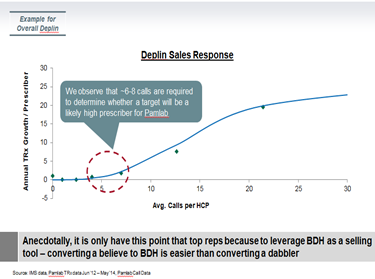 Example for
Overall Deplin
Deplin Sales Response
Annual TRx Growth / Prescriber
30
25
20
15
10
5
0
-5
We observe that ~6-8 calls are required
to determine whether a target will be a
likely high prescriber for Pamlab
0
5
10
15
20
25
30
Avg. Calls per HCP
Anecdotally, it is only have this point that top reps because to leverage BDH as a selling
tool – converting a believe to BDH is easier than converting a dabbler
Source: IMS data, Pamlab TRx data Jun '12 – May '14, Pamlab Call Data